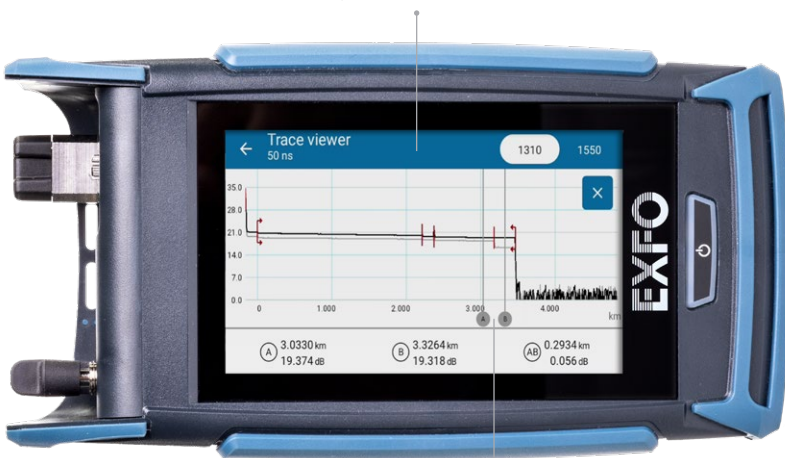 Trace viewer
50 ns
1310
1550
35.0
28.0
21.0
14.0
7.0
0.0
0
1.000
2.000
3.000
4.000
km
A
B
A
3.0330 km
19.374 dB
B
3.3264 km
19.318 dB
AB
0.2934 km
0.056 dB
EXFO